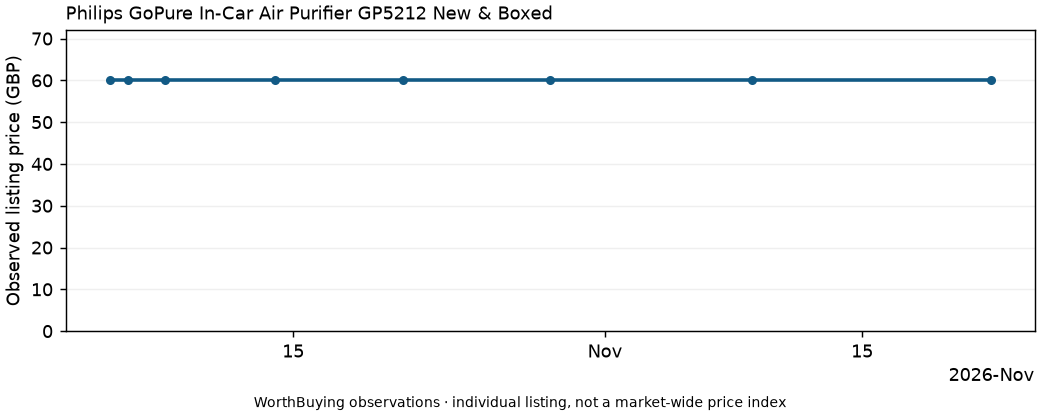 Philips GoPure In-Car Air Purifier GP5212 New & Boxed
Observed listing price (GBP)
70
60
50
40
30
20
10
0
15
Nov
15
2026-Nov
WorthBuying observations · individual listing, not a market-wide price index